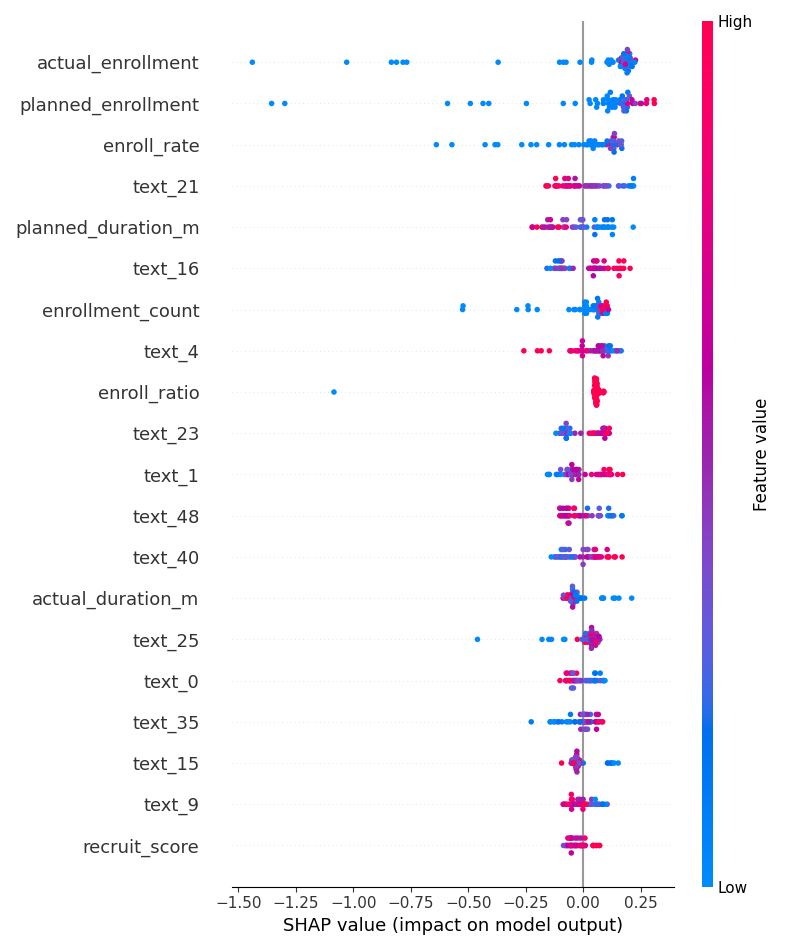 High
actual_enrollment
planned_enrollment
enroll_rate
text_21
planned_duration_m
text_16
enrollment_count
text_4
enroll_ratio
text_23
text_1
text_48
text_40
actual_duration_m
text_25
text_0
text_35
text_15
text_9
recruit_score
Feature value
Low
−1.50 −1.25 −1.00 −0.75 −0.50 −0.25 0.00 0.25
SHAP value (impact on model output)